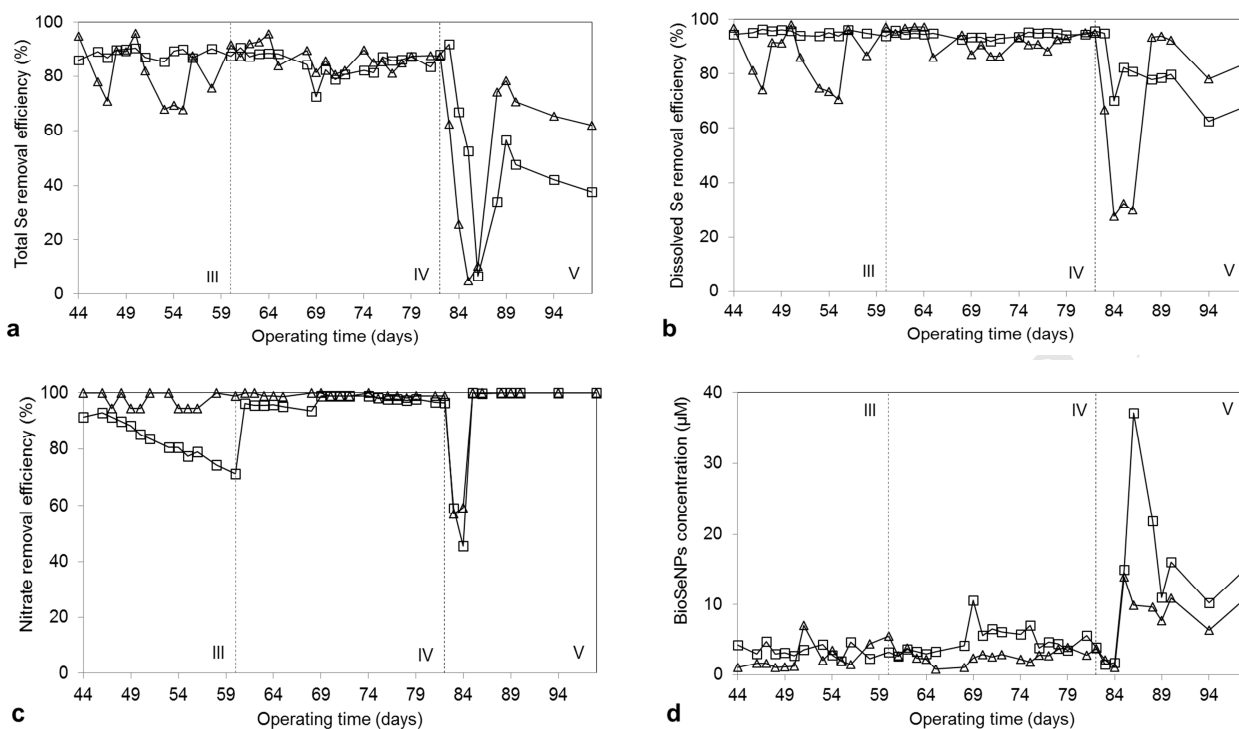 Total Se removal efficiency (%)
100
80
60
40
20
0
III
IV
V
44 49 54 59 64 69 74 79 84 89 94
Operating time (days)
a
Dissolved Se removal efficiency (%)
100
80
60
40
20
0
III
IV
V
44 49 54 59 64 69 74 79 84 89 94
Operating time (days)
b
Nitrate removal efficiency (%)
100
80
60
40
20
0
III
IV
V
44 49 54 59 64 69 74 79 84 89 94
Operating time (days)
c
BioSeNPs concentration (µM)
40
30
20
10
0
III
IV
V
44 49 54 59 64 69 74 79 84 89 94
Operating time (days)
d